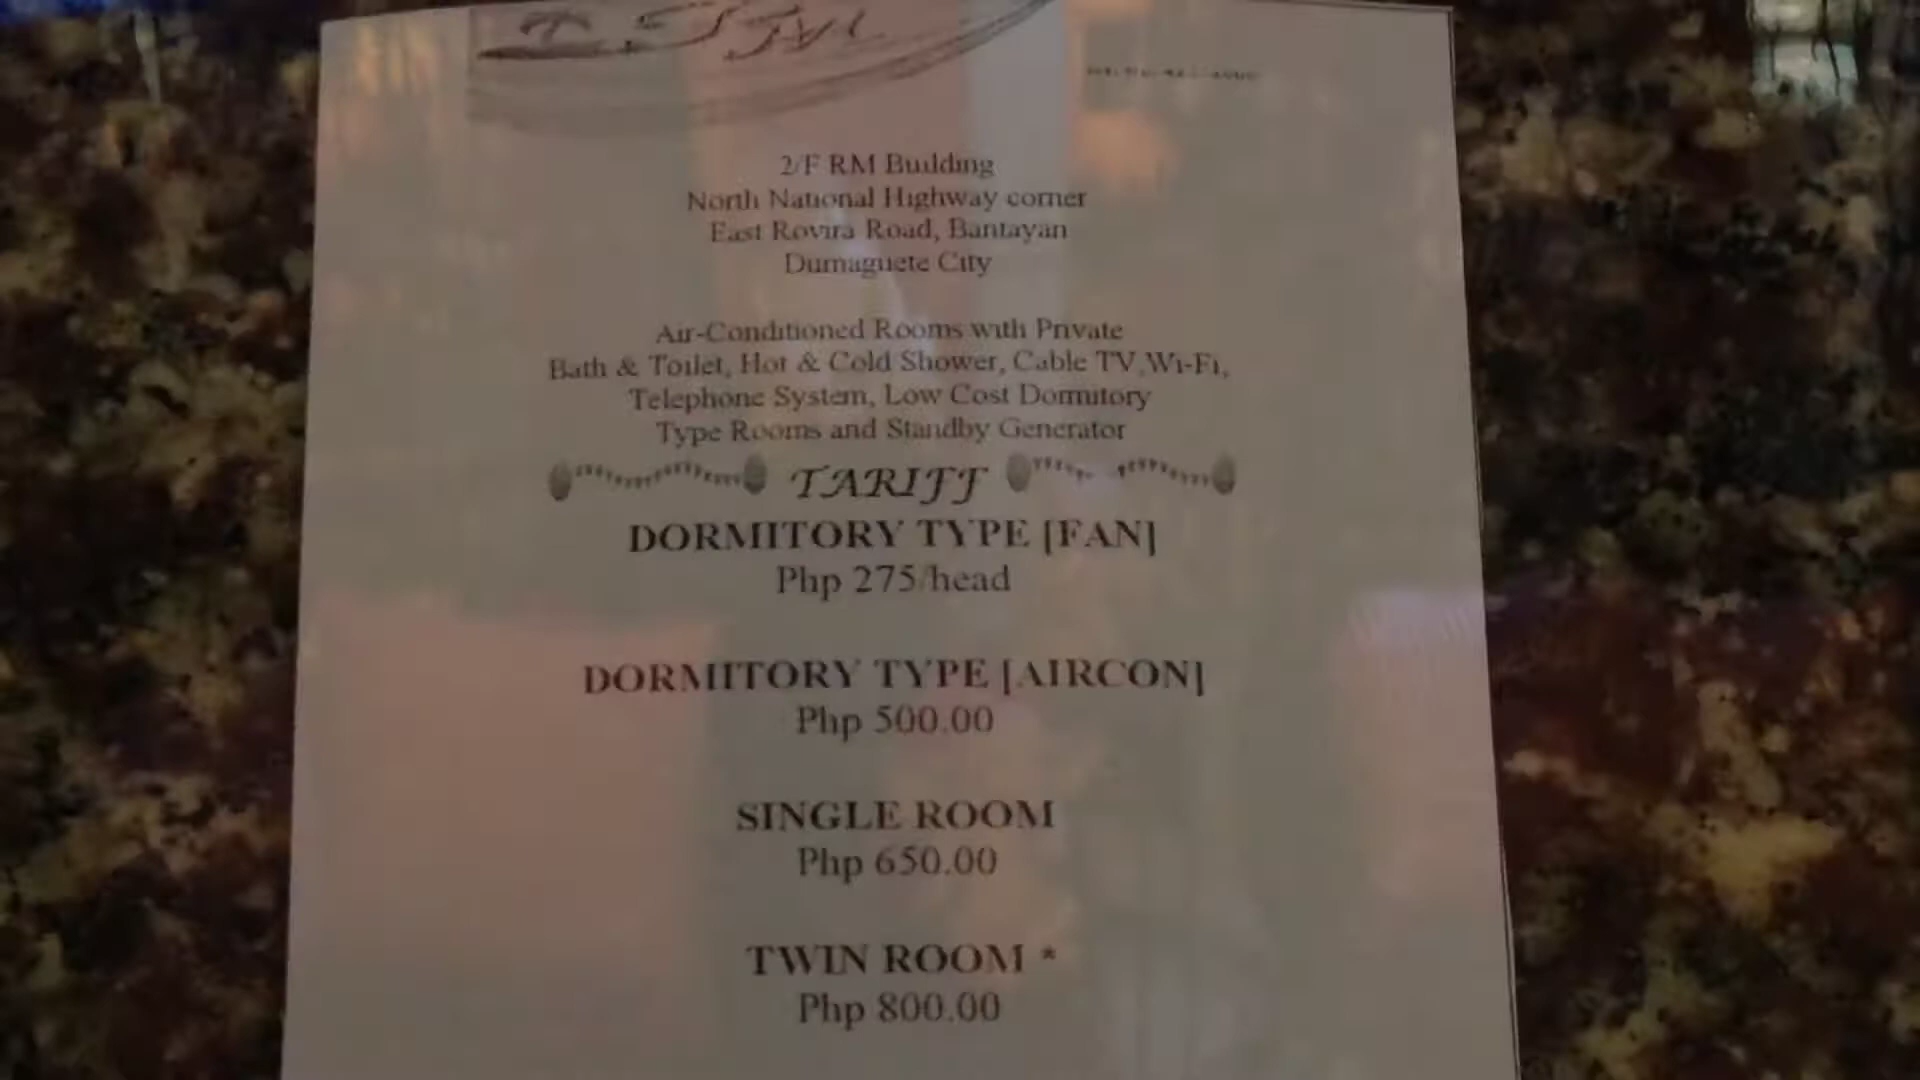 2/F RM Building
North National Highway corner
East Rovira Road, Bantayan
Dumaguete City
Air-Conditioned Rooms with Private
Bath & Toilet, Hot & Cold Shower, Cable TV,Wi-Fi,
Telephone System, Low Cost Dormitory
Type Rooms and Standby Generator
TARIFF
DORMITORY TYPE [FAN]
Php 275/head
DORMITORY TYPE [AIRCON]
Php 500.00
SINGLE ROOM
Php 650.00
TWIN ROOM *
Php 800.00